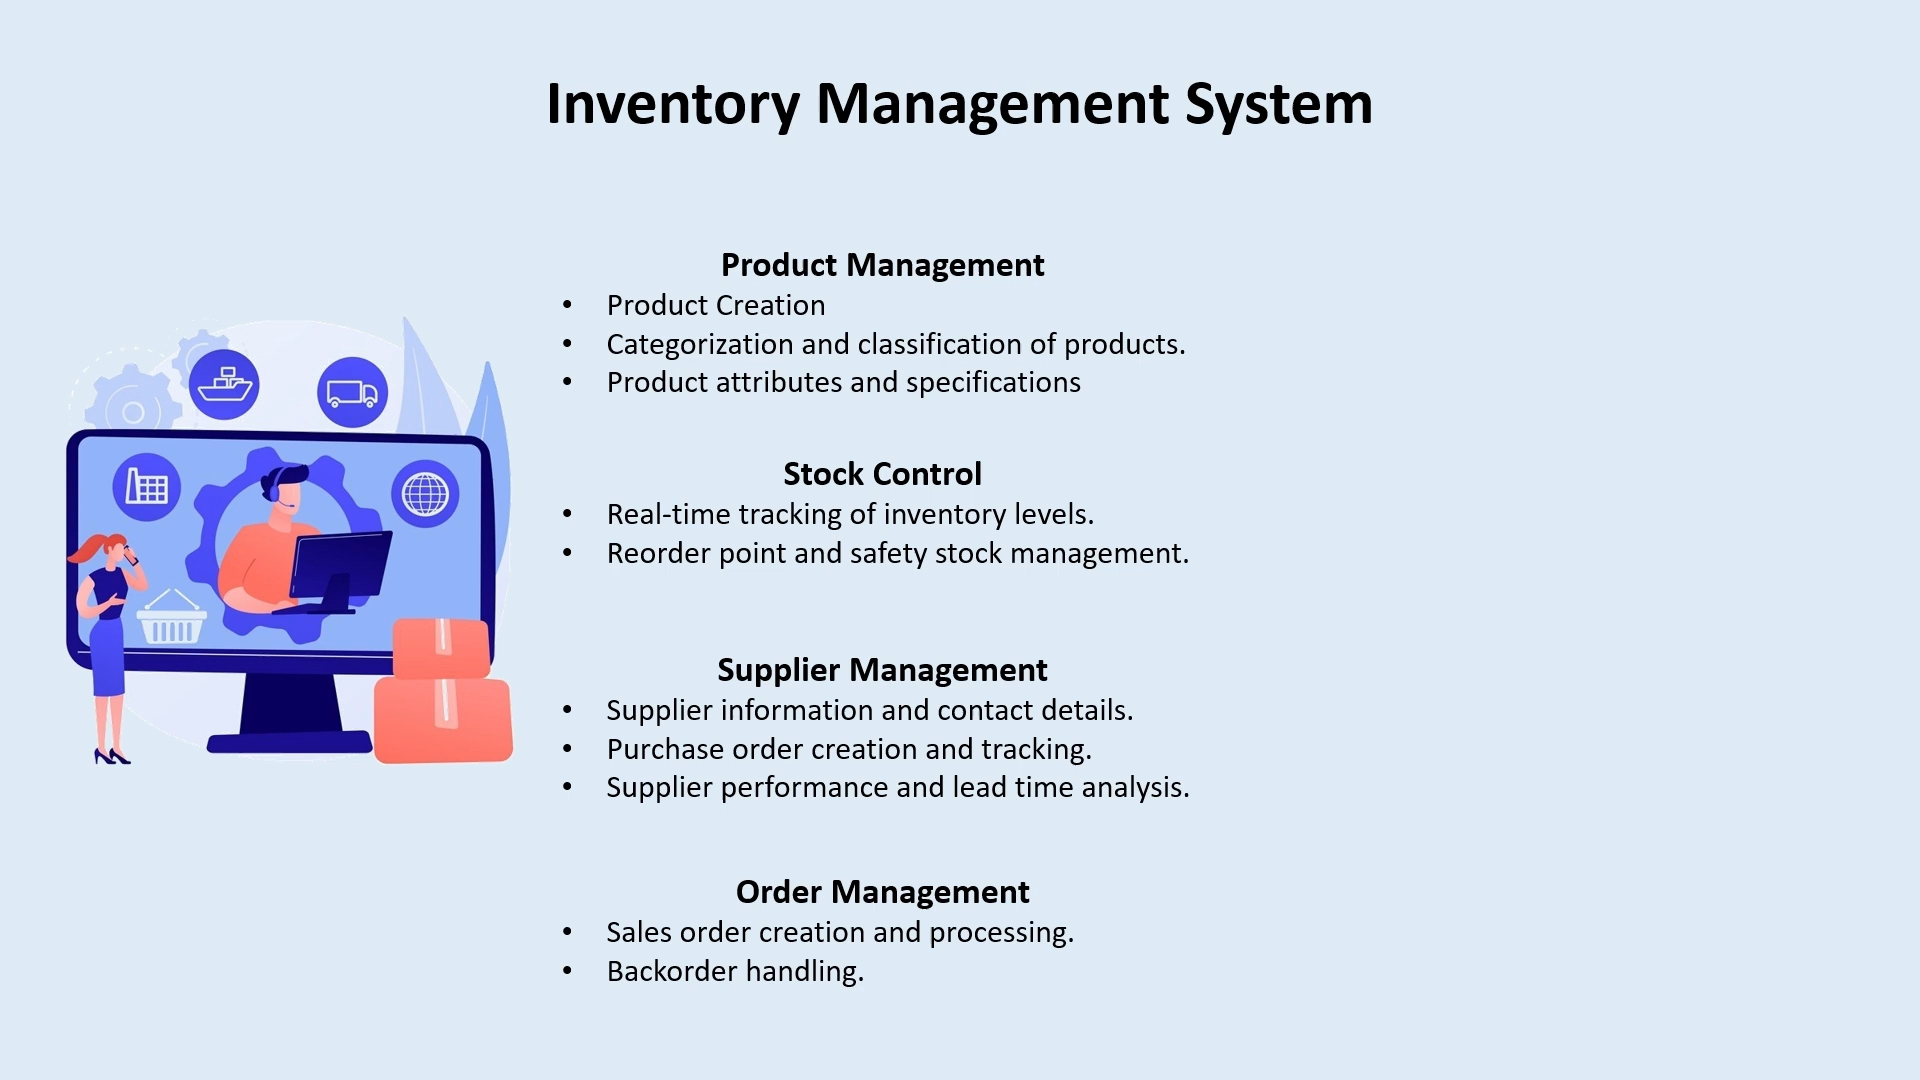 Inventory Management System
Product Management
• Product Creation
• Categorization and classification of products.
• Product attributes and specifications
Stock Control
• Real-time tracking of inventory levels.
• Reorder point and safety stock management.
Supplier Management
• Supplier information and contact details.
• Purchase order creation and tracking.
• Supplier performance and lead time analysis.
Order Management
• Sales order creation and processing.
• Backorder handling.